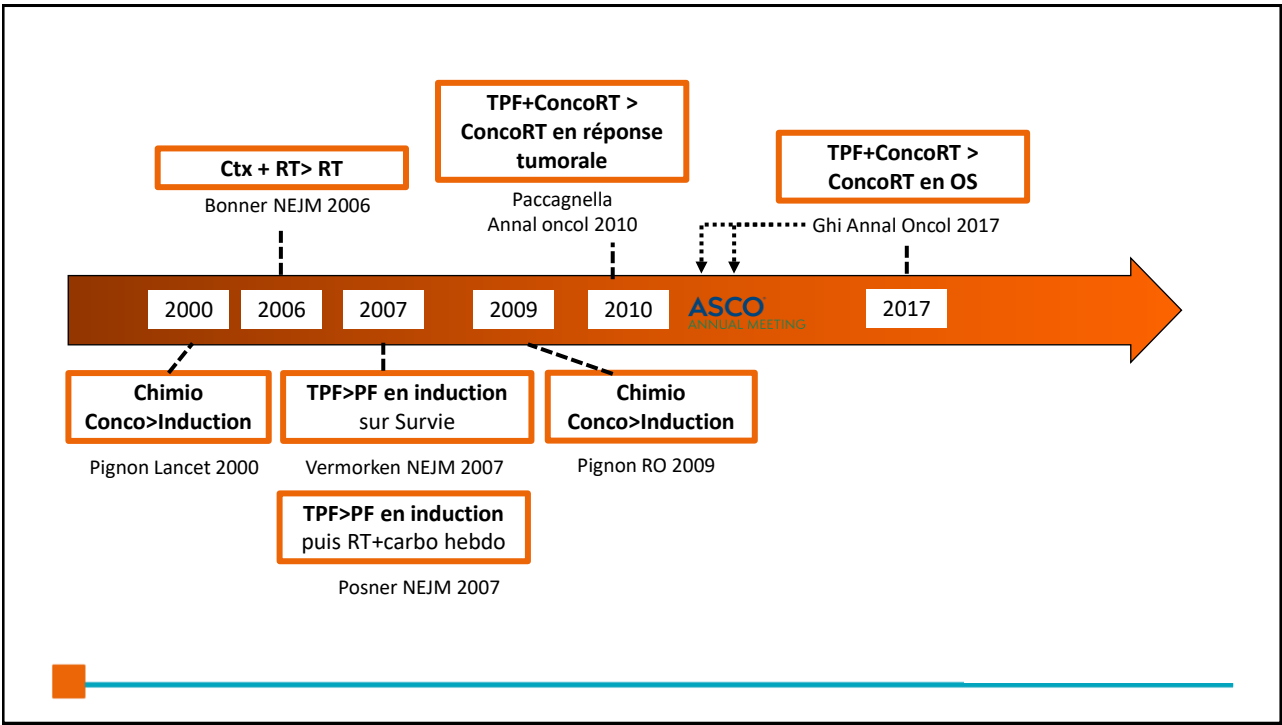 TPF+ConcoRT >
ConcoRT en réponse
tumorale
Paccagnella
Annal oncol 2010
TPF+ConcoRT >
ConcoRT en OS
Ghi Annal Oncol 2017
Ctx + RT> RT
Bonner NEJM 2006
2000
2006
2007
2009
2010
ASCO
ANNUAL MEETING
2017
Chimio
Conco>Induction
Pignon Lancet 2000
TPF>PF en induction
sur Survie
Vermorken NEJM 2007
TPF>PF en induction
puis RT+carbo hebdo
Posner NEJM 2007
Chimio
Conco>Induction
Pignon RO 2009